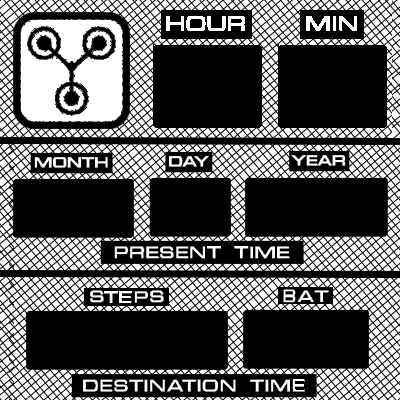 HOUR MIN
MONTH DAY YEAR
PRESENT TIME
STEPS BAT
DESTINATION TIME